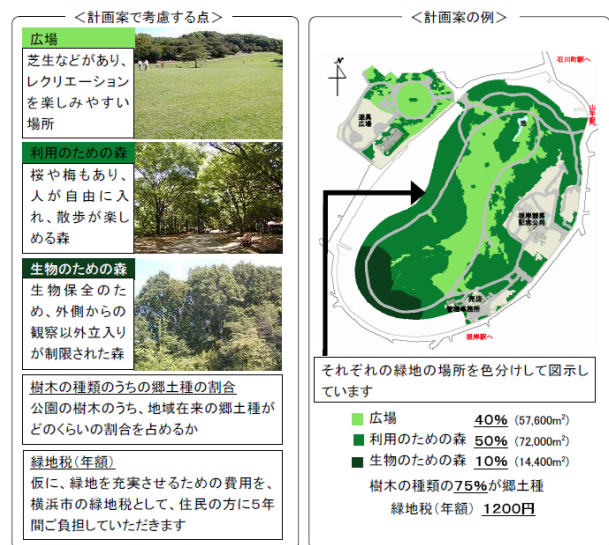 <計画案で考慮する点>
広場
芝生などがあり、
レクリエーション
を楽しみやすい
場所
利用のための森
桜や梅もあり、
人が自由に入
れ、散歩が楽し
める森
生物のための森
生物保全のた
め、外側からの
観察以外立入り
が制限された森
樹木の種類のうちの郷土種の割合
公園の樹木のうち、地域在来の郷土種が
どのくらいの割合を占めるか
緑地税(年額)
仮に、緑地を充実させるための費用を、
横浜市の緑地税として、住民の方に5年
間ご負担していただきます
<計画案の例>
石川町駅へ
N
山手駅へ
遊具
広場
池
根岸競馬
記念公苑
売店
管理事務所
根岸駅へ
それぞれの緑地の場所を色分けして図示し
ています
広場 40% (57,600m²)
利用のための森 50% (72,000m²)
生物のための森 10% (14,400m²)
樹木の種類の75%が郷土種
緑地税(年額) 1200円